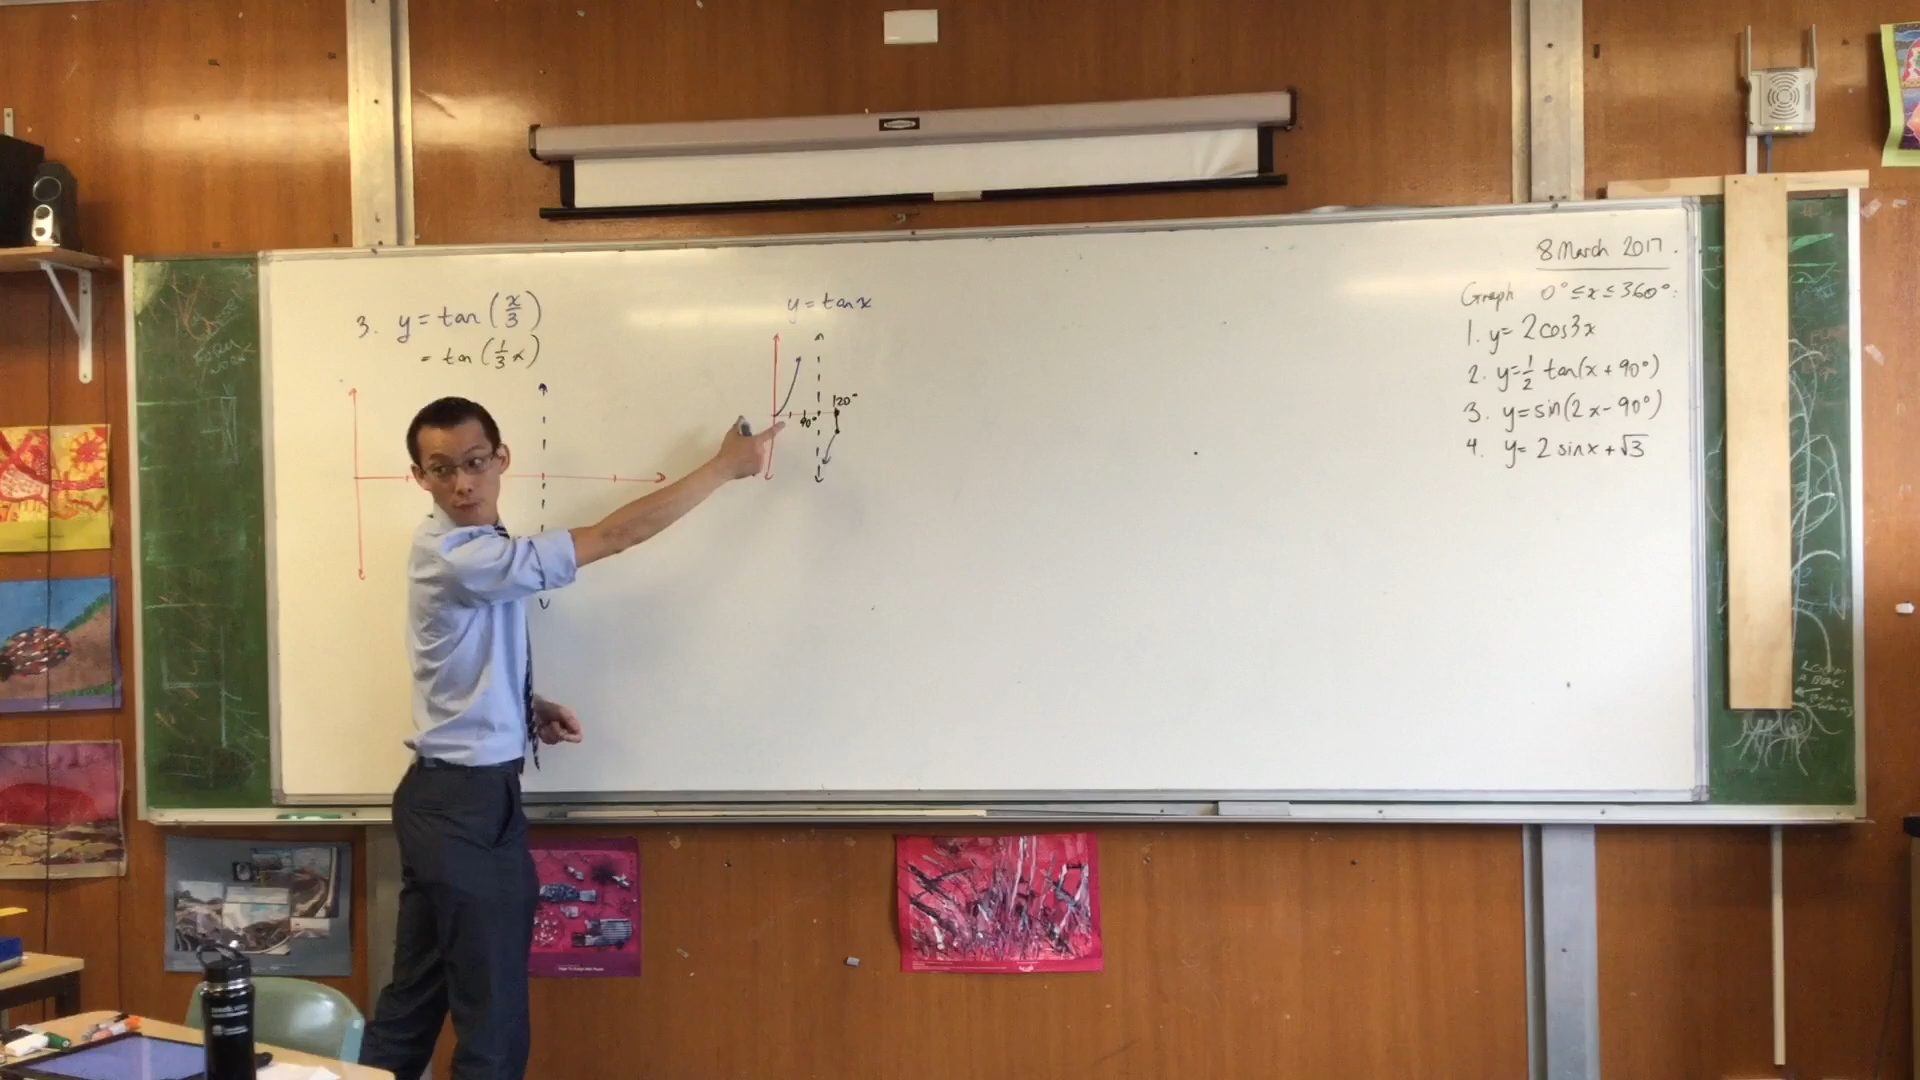 3. y = tan (x/3)
= tan (1/3 x)
y = tan x
90°
120°
8 March 2017.
Graph 0° ≤ x ≤ 360°:
1. y= 2cos3x
2. y=1/2 tan(x + 90°)
3. y=sin(2x-90°)
4. y= 2 sinx + √3